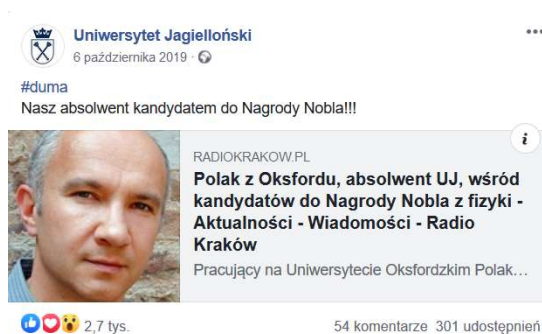 Uniwersytet Jagielloński
6 października 2019 ·
#duma
Nasz absolwent kandydatem do Nagrody Nobla!!!
RADIOKRAKOW.PL
Polak z Oksfordu, absolwent UJ, wśród
kandydatów do Nagrody Nobla z fizyki -
Aktualności - Wiadomości - Radio
Kraków
Pracujący na Uniwersytecie Oksfordzkim Polak...
2,7 tys.
54 komentarze 301 udostępnień